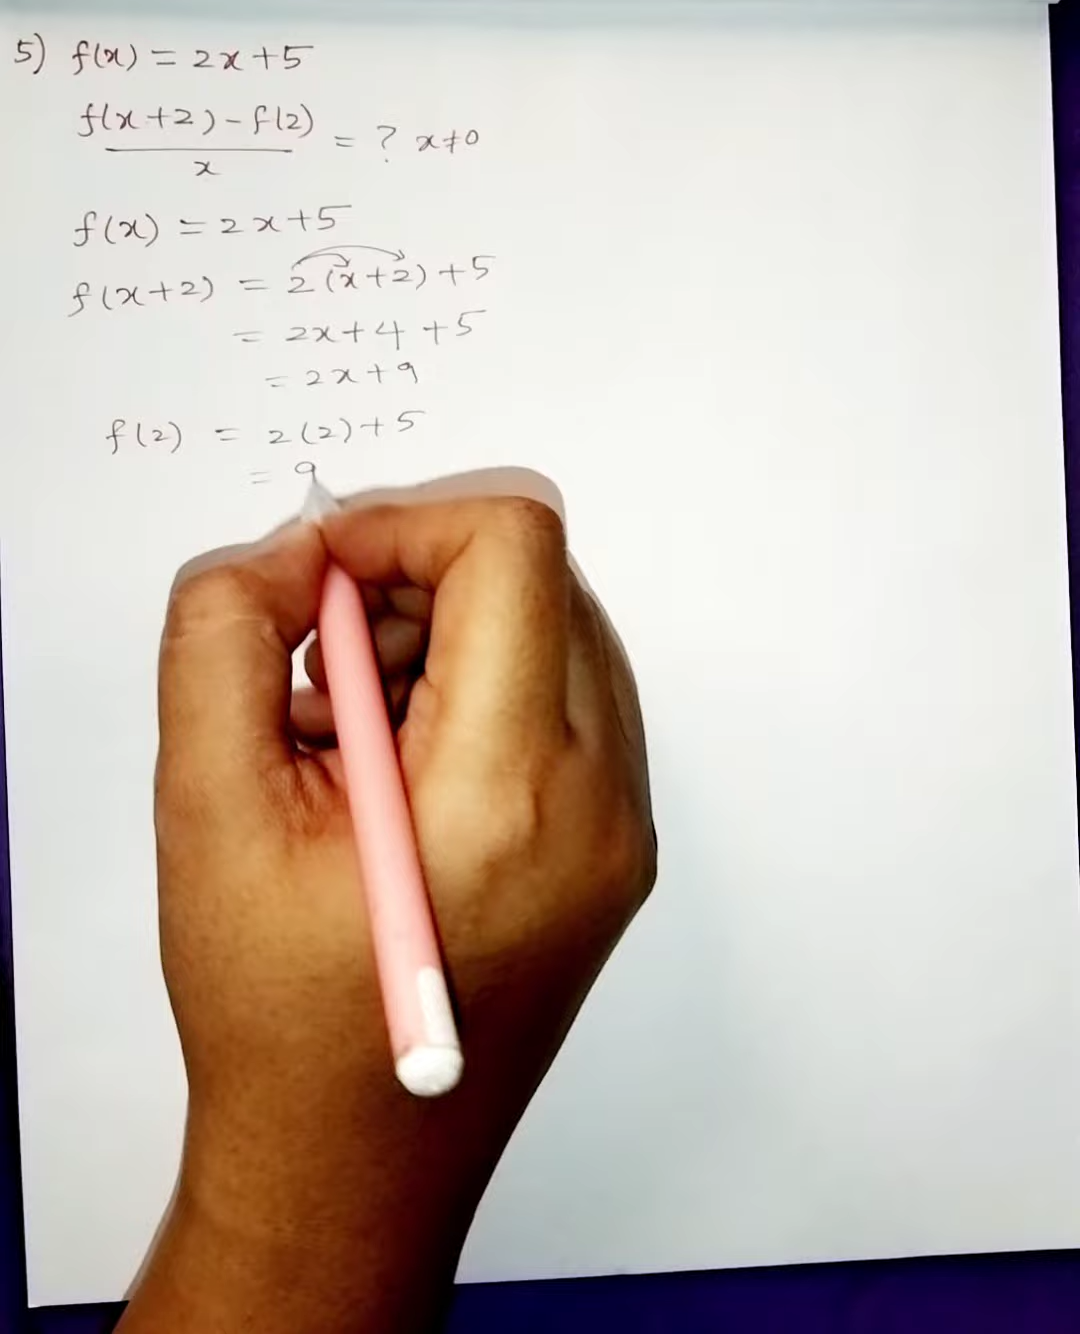 5) f(x) = 2x+5
f(x+2)-f(2)
x
= ? x≠0
f(x) = 2x+5
f(x+2) = 2(x+2)+5
= 2x+4+5
= 2x+9
f(2) = 2(2)+5
= 9